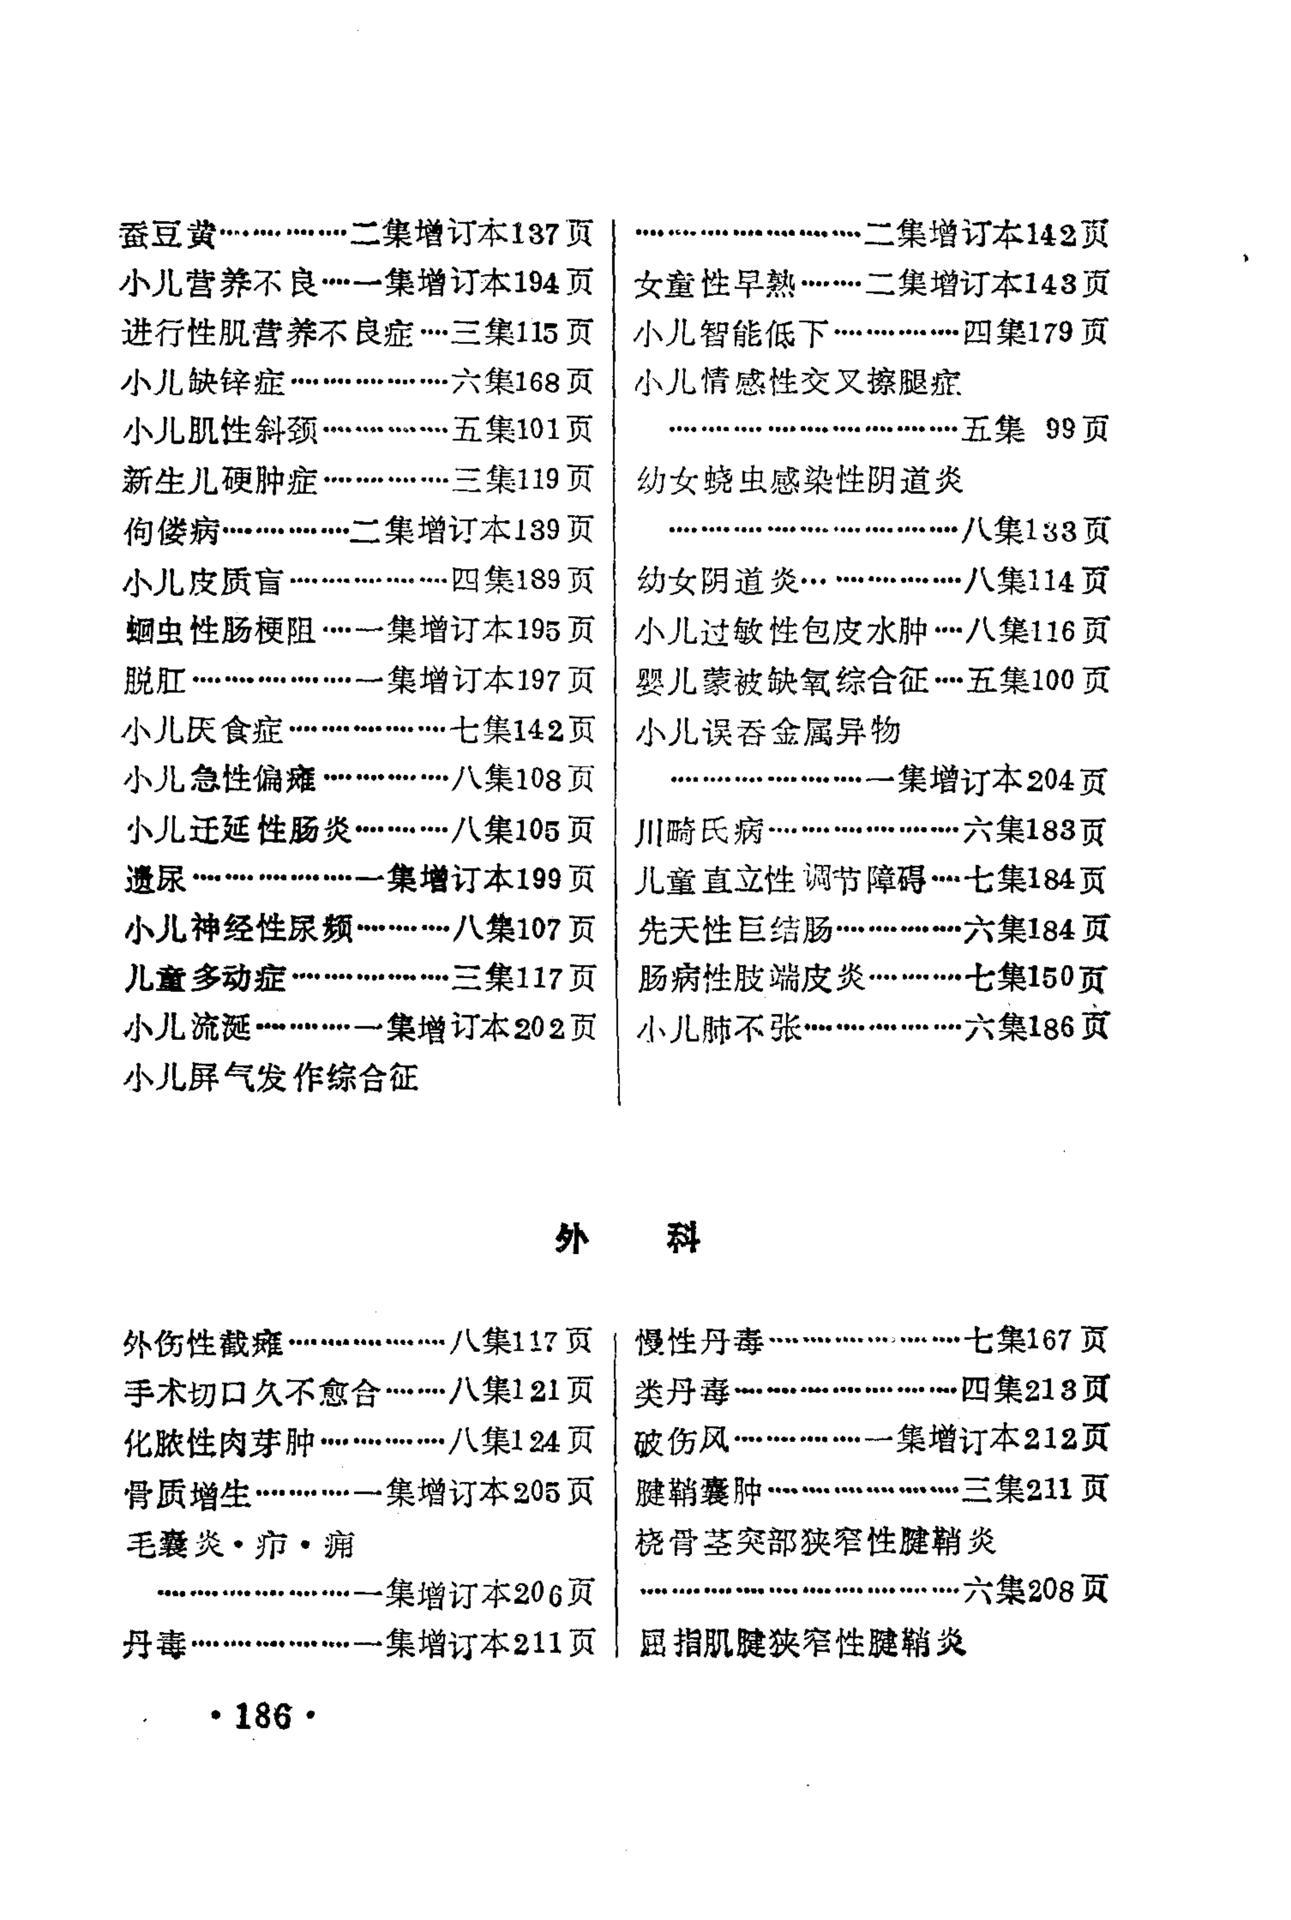 蚕豆黄…………二集增订本137页
小儿营养不良…一集增订本194页
进行性肌营养不良症…三集115页
小儿缺锌症……………六集168页
小儿肌性斜颈…………五集101页
新生儿硬肿症…………三集119页
佝偻病…………二集增订本139页
小儿皮质盲……………四集189页
蛔虫性肠梗阻…一集增订本195页
脱肛……………一集增订本197页
小儿厌食症……………七集142页
小儿急性偏瘫…………八集108页
小儿迁延性肠炎………八集105页
遗尿……………一集增订本199页
小儿神经性尿频………八集107页
儿童多动症……………三集117页
小儿流涎………一集增订本202页
小儿屏气发作综合征
…………………二集增订本142页
女童性早熟……二集增订本143页
小儿智能低下…………四集179页
小儿情感性交叉擦腿症
………………………五集 99页
幼女蛲虫感染性阴道炎
………………………八集133页
幼女阴道炎… …………八集114页
小儿过敏性包皮水肿…八集116页
婴儿蒙被缺氧综合征…五集100页
小儿误吞金属异物
………………一集增订本204页
川畸氏病………………六集183页
儿童直立性调节障碍…七集184页
先天性巨结肠…………六集184页
肠病性肢端皮炎………七集150页
小儿肺不张……………六集186页
外 科
外伤性截瘫……………八集117页
手术切口久不愈合……八集121页
化脓性肉芽肿…………八集124页
骨质增生………一集增订本205页
毛囊炎·疖·痈
………………一集增订本206页
丹毒……………一集增订本211页
慢性丹毒………………七集167页
类丹毒…………………四集213页
破伤风…………一集增订本212页
腱鞘囊肿………………三集211页
桡骨茎突部狭窄性腱鞘炎
…………………………六集208页
屈指肌腱狭窄性腱鞘炎
·186·